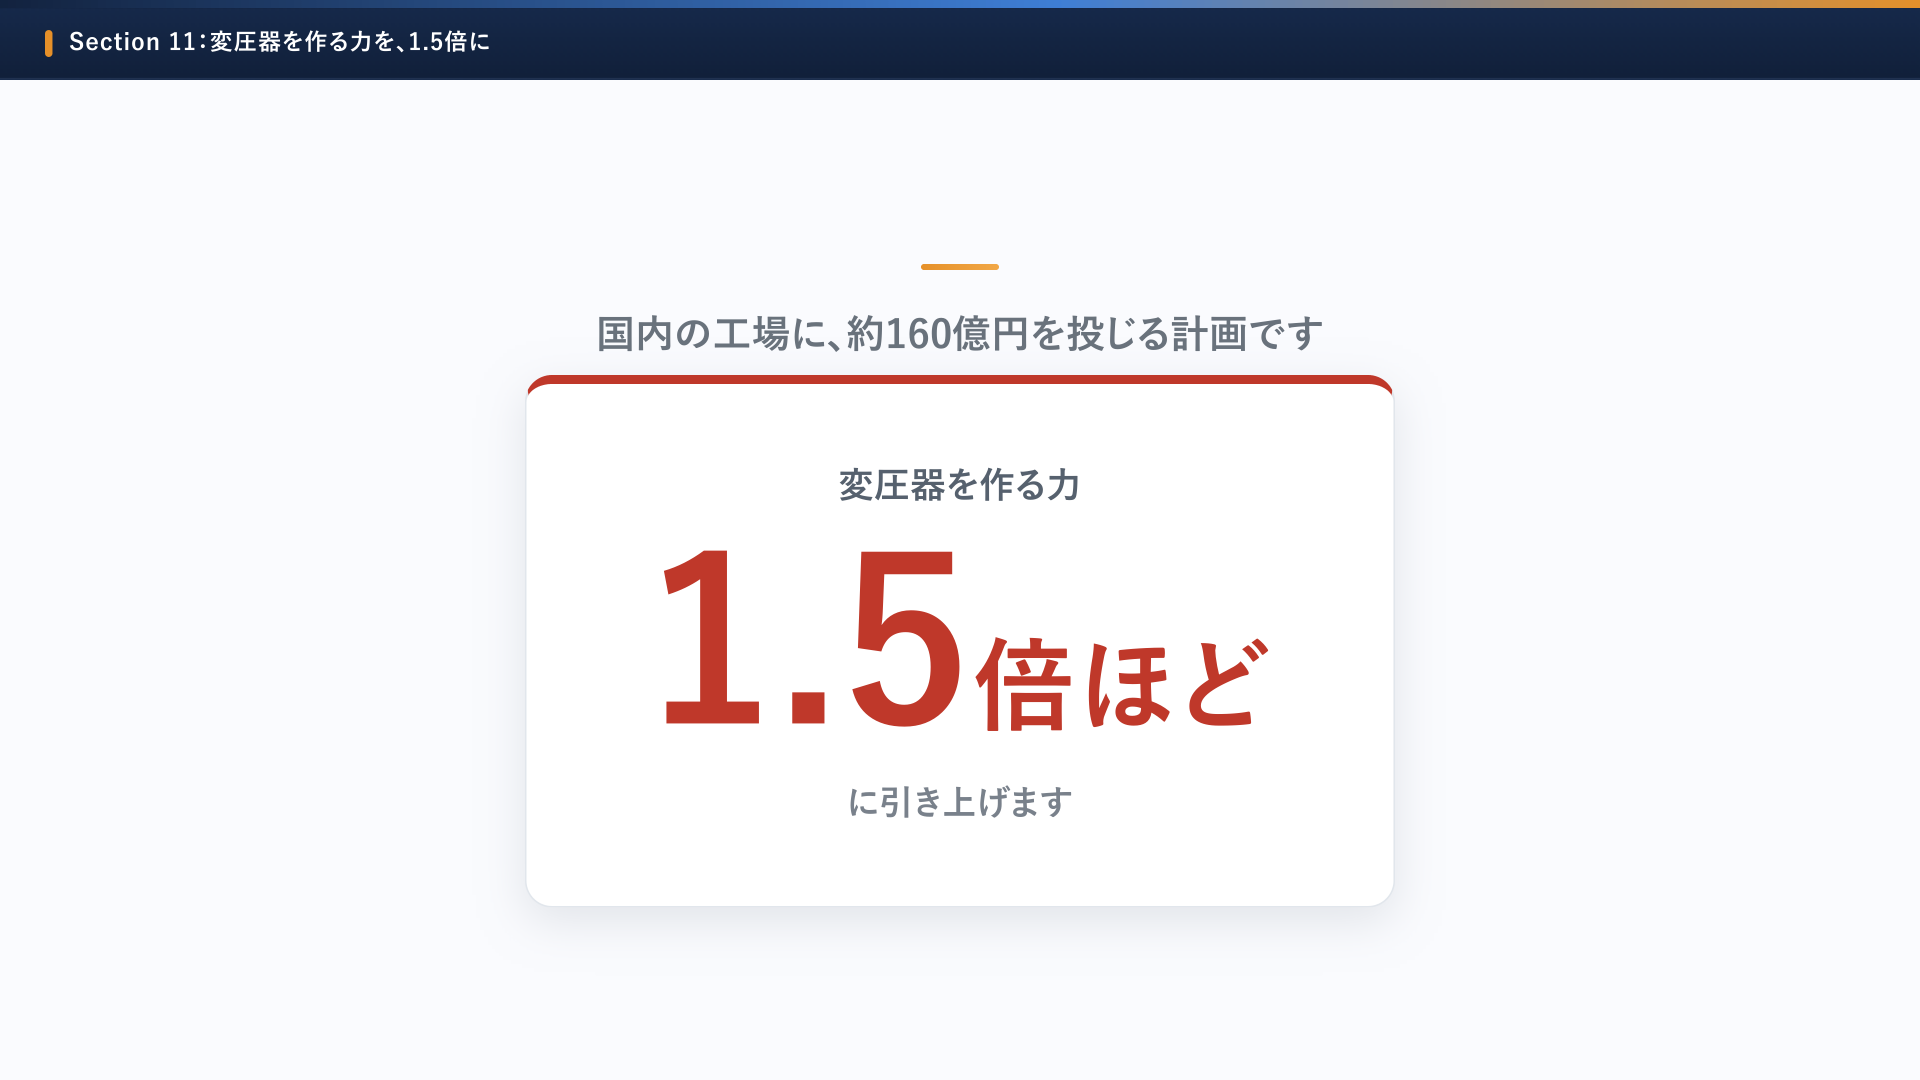 Section 11：変圧器を作る力を、1.5倍に
国内の工場に、約160億円を投じる計画です
変圧器を作る力
1.5倍ほど
に引き上げます